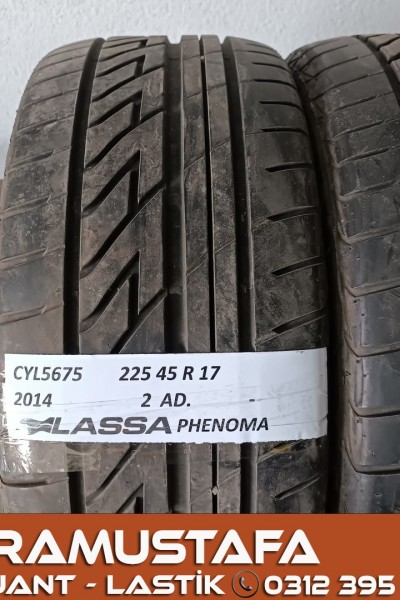 CYL5675 225 45 R 17
2014 2 AD. -
LASSA PHENOMA
RAMUSTAFA
JANT - LASTİK 0312 395